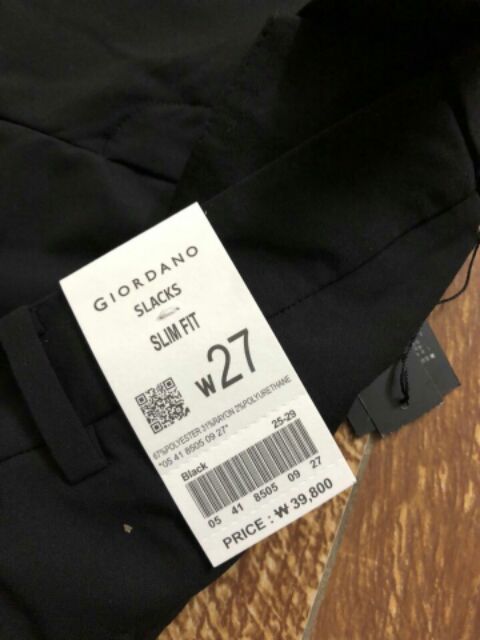 GIORDANO
SLACKS
SLIM FIT
W27
67%POLYESTER 31%RAYON 2%POLYURETHANE
"05 41 8505 09 27"
Black 25-29
05 41 8505 09 27
PRICE : ₩ 39,800